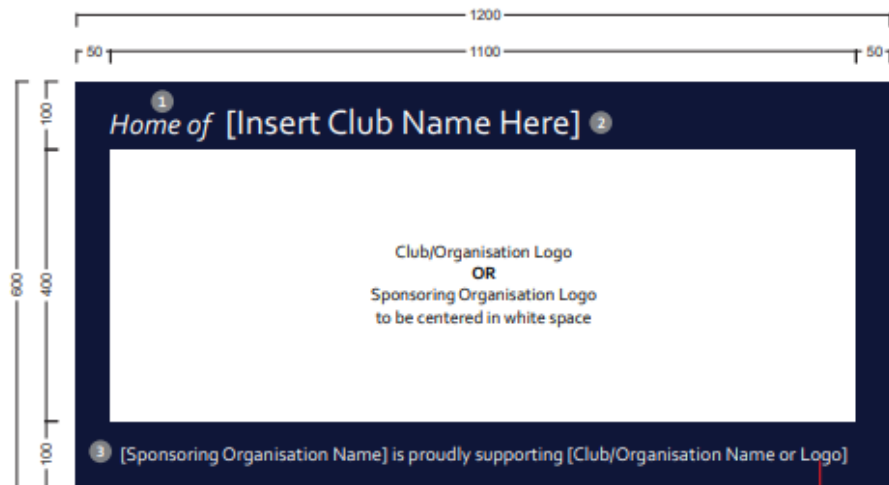 1200
50
1100
50
1
100
Home of [Insert Club Name Here] 2
600
400
Club/Organisation Logo
OR
Sponsoring Organisation Logo
to be centered in white space
100
3 [Sponsoring Organisation Name] is proudly supporting [Club/Organisation Name or Logo]